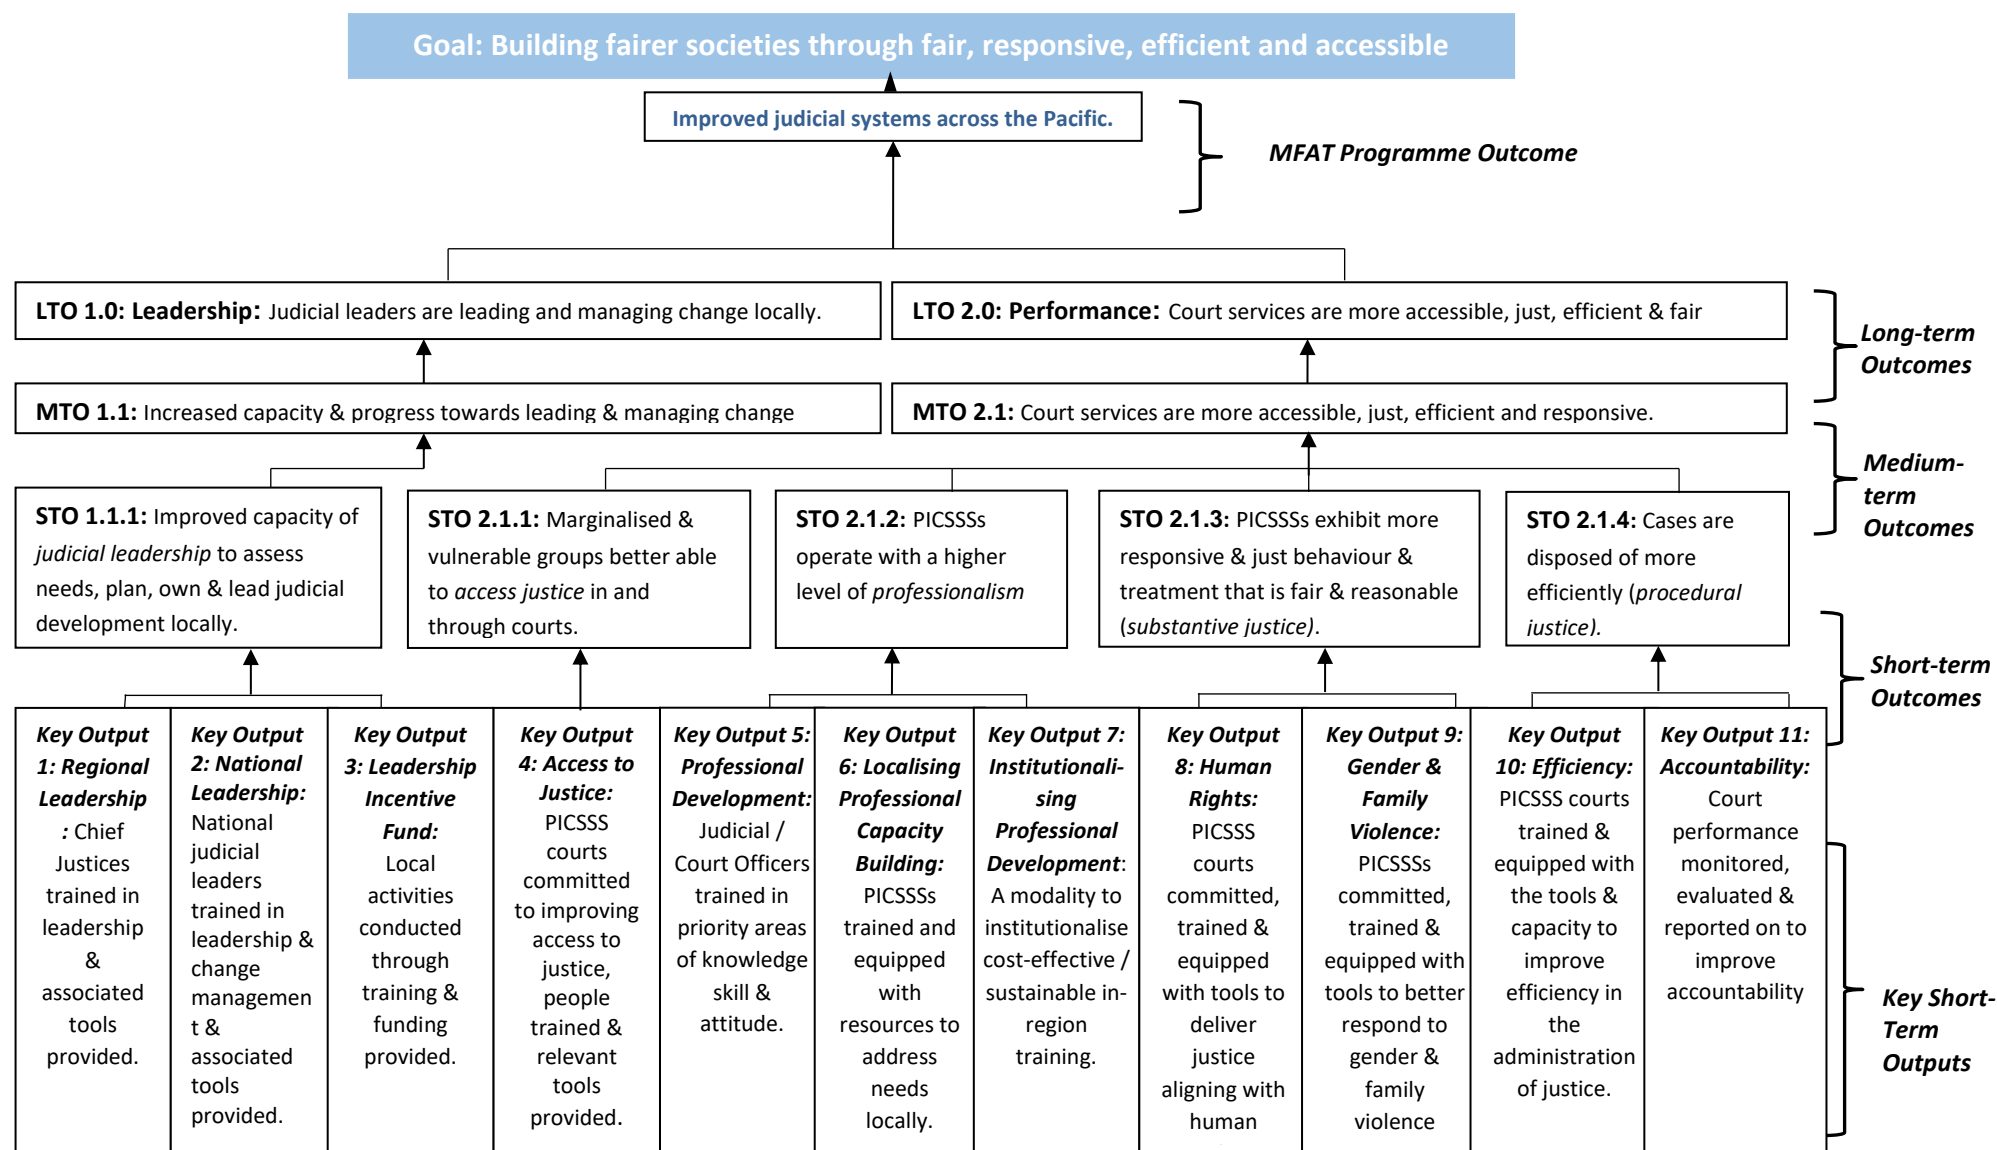 Goal: Building fairer societies through fair, responsive, efficient and accessible
Improved judicial systems across the Pacific.
MFAT Programme Outcome
LTO 1.0: Leadership: Judicial leaders are leading and managing change locally.
LTO 2.0: Performance: Court services are more accessible, just, efficient & fair
Long-term
Outcomes
MTO 1.1: Increased capacity & progress towards leading & managing change
MTO 2.1: Court services are more accessible, just, efficient and responsive.
Medium-
term
Outcomes
STO 1.1.1: Improved capacity of
judicial leadership to assess
needs, plan, own & lead judicial
development locally.
STO 2.1.1: Marginalised &
vulnerable groups better able
to access justice in and
through courts.
STO 2.1.2: PICSSSs
operate with a higher
level of professionalism
STO 2.1.3: PICSSSs exhibit more
responsive & just behaviour &
treatment that is fair & reasonable
(substantive justice).
STO 2.1.4: Cases are
disposed of more
efficiently (procedural
justice).
Short-term
Outcomes
Key Output
1: Regional
Leadership
: Chief
Justices
trained in
leadership
&
associated
tools
provided.
Key Output
2: National
Leadership:
National
judicial
leaders
trained in
leadership &
change
managemen
t &
associated
tools
provided.
Key Output
3: Leadership
Incentive
Fund:
Local
activities
conducted
through
training &
funding
provided.
Key Output
4: Access to
Justice:
PICSSS
courts
committed
to improving
access to
justice,
people
trained &
relevant
tools
provided.
Key Output 5:
Professional
Development:
Judicial /
Court Officers
trained in
priority areas
of knowledge
skill &
attitude.
Key Output
6: Localising
Professional
Capacity
Building:
PICSSSs
trained and
equipped
with
resources to
address
needs
locally.
Key Output 7:
Institutionali-
sing
Professional
Development:
A modality to
institutionalise
cost-effective /
sustainable in-
region
training.
Key Output
8: Human
Rights:
PICSSS
courts
committed,
trained &
equipped
with tools to
deliver
justice
aligning with
human
Key Output 9:
Gender &
Family
Violence:
PICSSSs
committed,
trained &
equipped with
tools to better
respond to
gender &
family
violence
Key Output
10: Efficiency:
PICSSS courts
trained &
equipped with
the tools &
capacity to
improve
efficiency in
the
administration
of justice.
Key Output 11:
Accountability:
Court
performance
monitored,
evaluated &
reported on to
improve
accountability
Key Short-
Term
Outputs